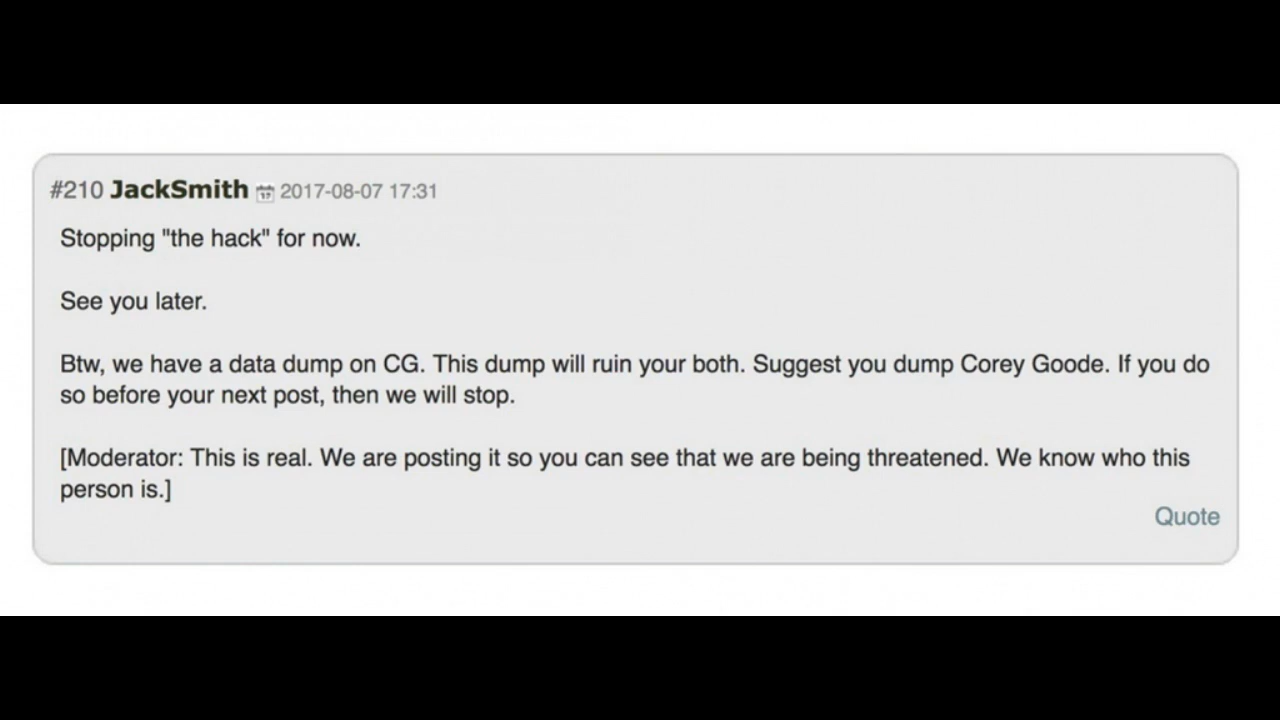 #210 JackSmith 2017-08-07 17:31
Stopping "the hack" for now.
See you later.
Btw, we have a data dump on CG. This dump will ruin your both. Suggest you dump Corey Goode. If you do
so before your next post, then we will stop.
[Moderator: This is real. We are posting it so you can see that we are being threatened. We know who this
person is.]
Quote